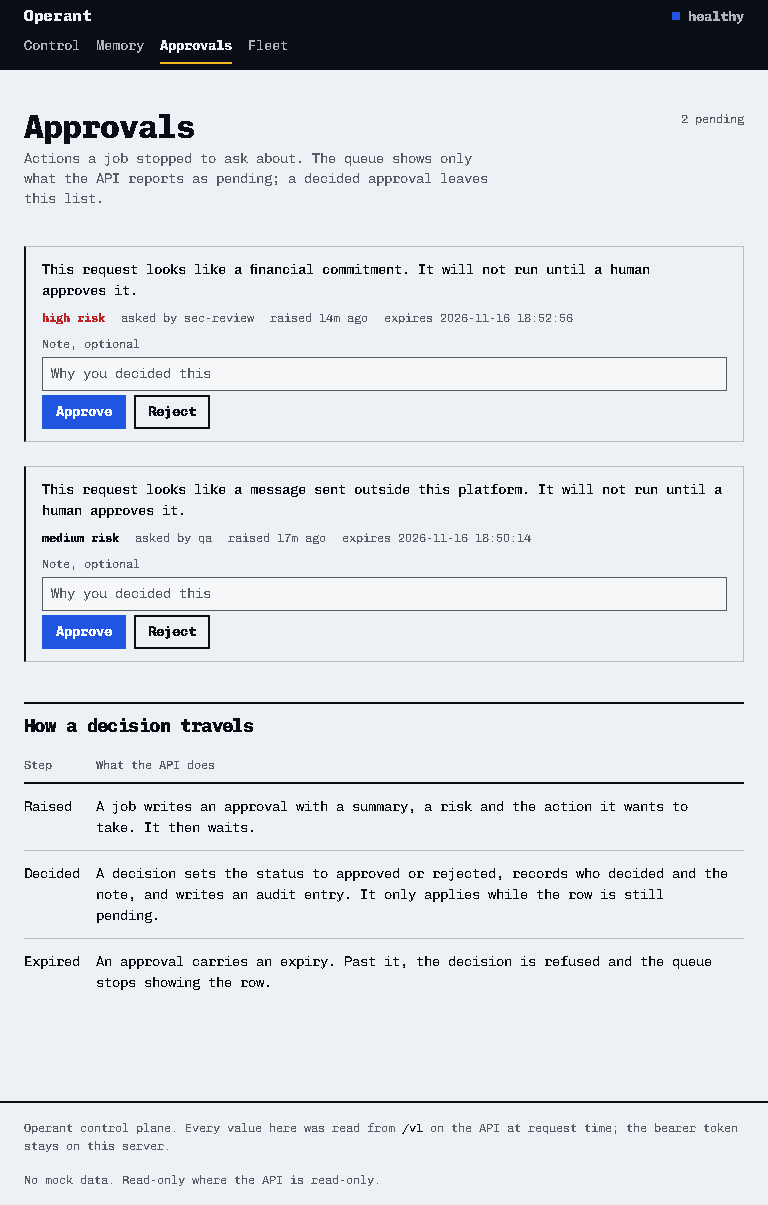 Operant
healthy
Control Memory Approvals Fleet
Approvals
2 pending
Actions a job stopped to ask about. The queue shows only
what the API reports as pending; a decided approval leaves
this list.
This request looks like a financial commitment. It will not run until a human
approves it.
high risk asked by sec-review raised 14m ago expires 2026-11-16 18:52:56
Note, optional
Why you decided this
Approve Reject
This request looks like a message sent outside this platform. It will not run until a
human approves it.
medium risk asked by qa raised 17m ago expires 2026-11-16 18:50:14
Note, optional
Why you decided this
Approve Reject
How a decision travels
Step What the API does
Raised A job writes an approval with a summary, a risk and the action it wants to
take. It then waits.
Decided A decision sets the status to approved or rejected, records who decided and the
note, and writes an audit entry. It only applies while the row is still
pending.
Expired An approval carries an expiry. Past it, the decision is refused and the queue
stops showing the row.
Operant control plane. Every value here was read from /v1 on the API at request time; the bearer token
stays on this server.
No mock data. Read-only where the API is read-only.